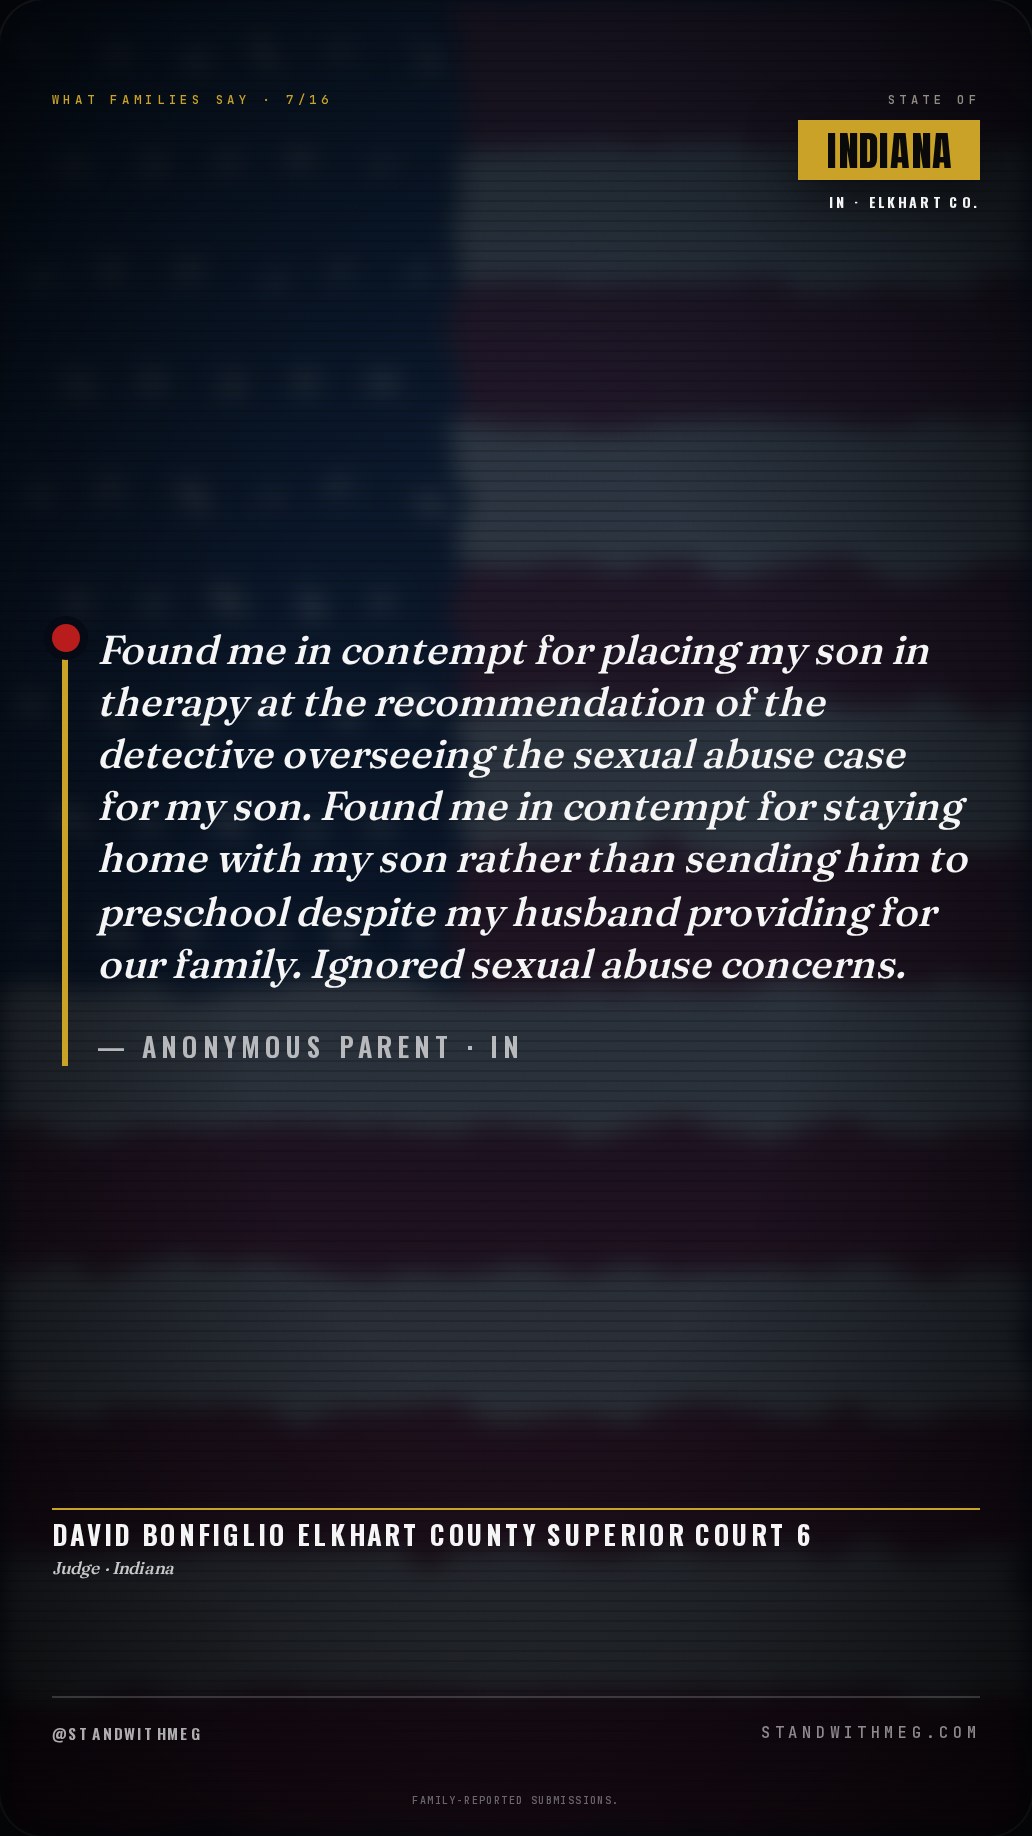 WHAT FAMILIES SAY · 7/16
STATE OF
INDIANA
IN · ELKHART CO.
Found me in contempt for placing my son in
therapy at the recommendation of the
detective overseeing the sexual abuse case
for my son. Found me in contempt for staying
home with my son rather than sending him to
preschool despite my husband providing for
our family. Ignored sexual abuse concerns.
— ANONYMOUS PARENT · IN
DAVID BONFIGLIO ELKHART COUNTY SUPERIOR COURT 6
Judge · Indiana
@STANDWITHMEG
STANDWITHMEG.COM
FAMILY-REPORTED SUBMISSIONS.